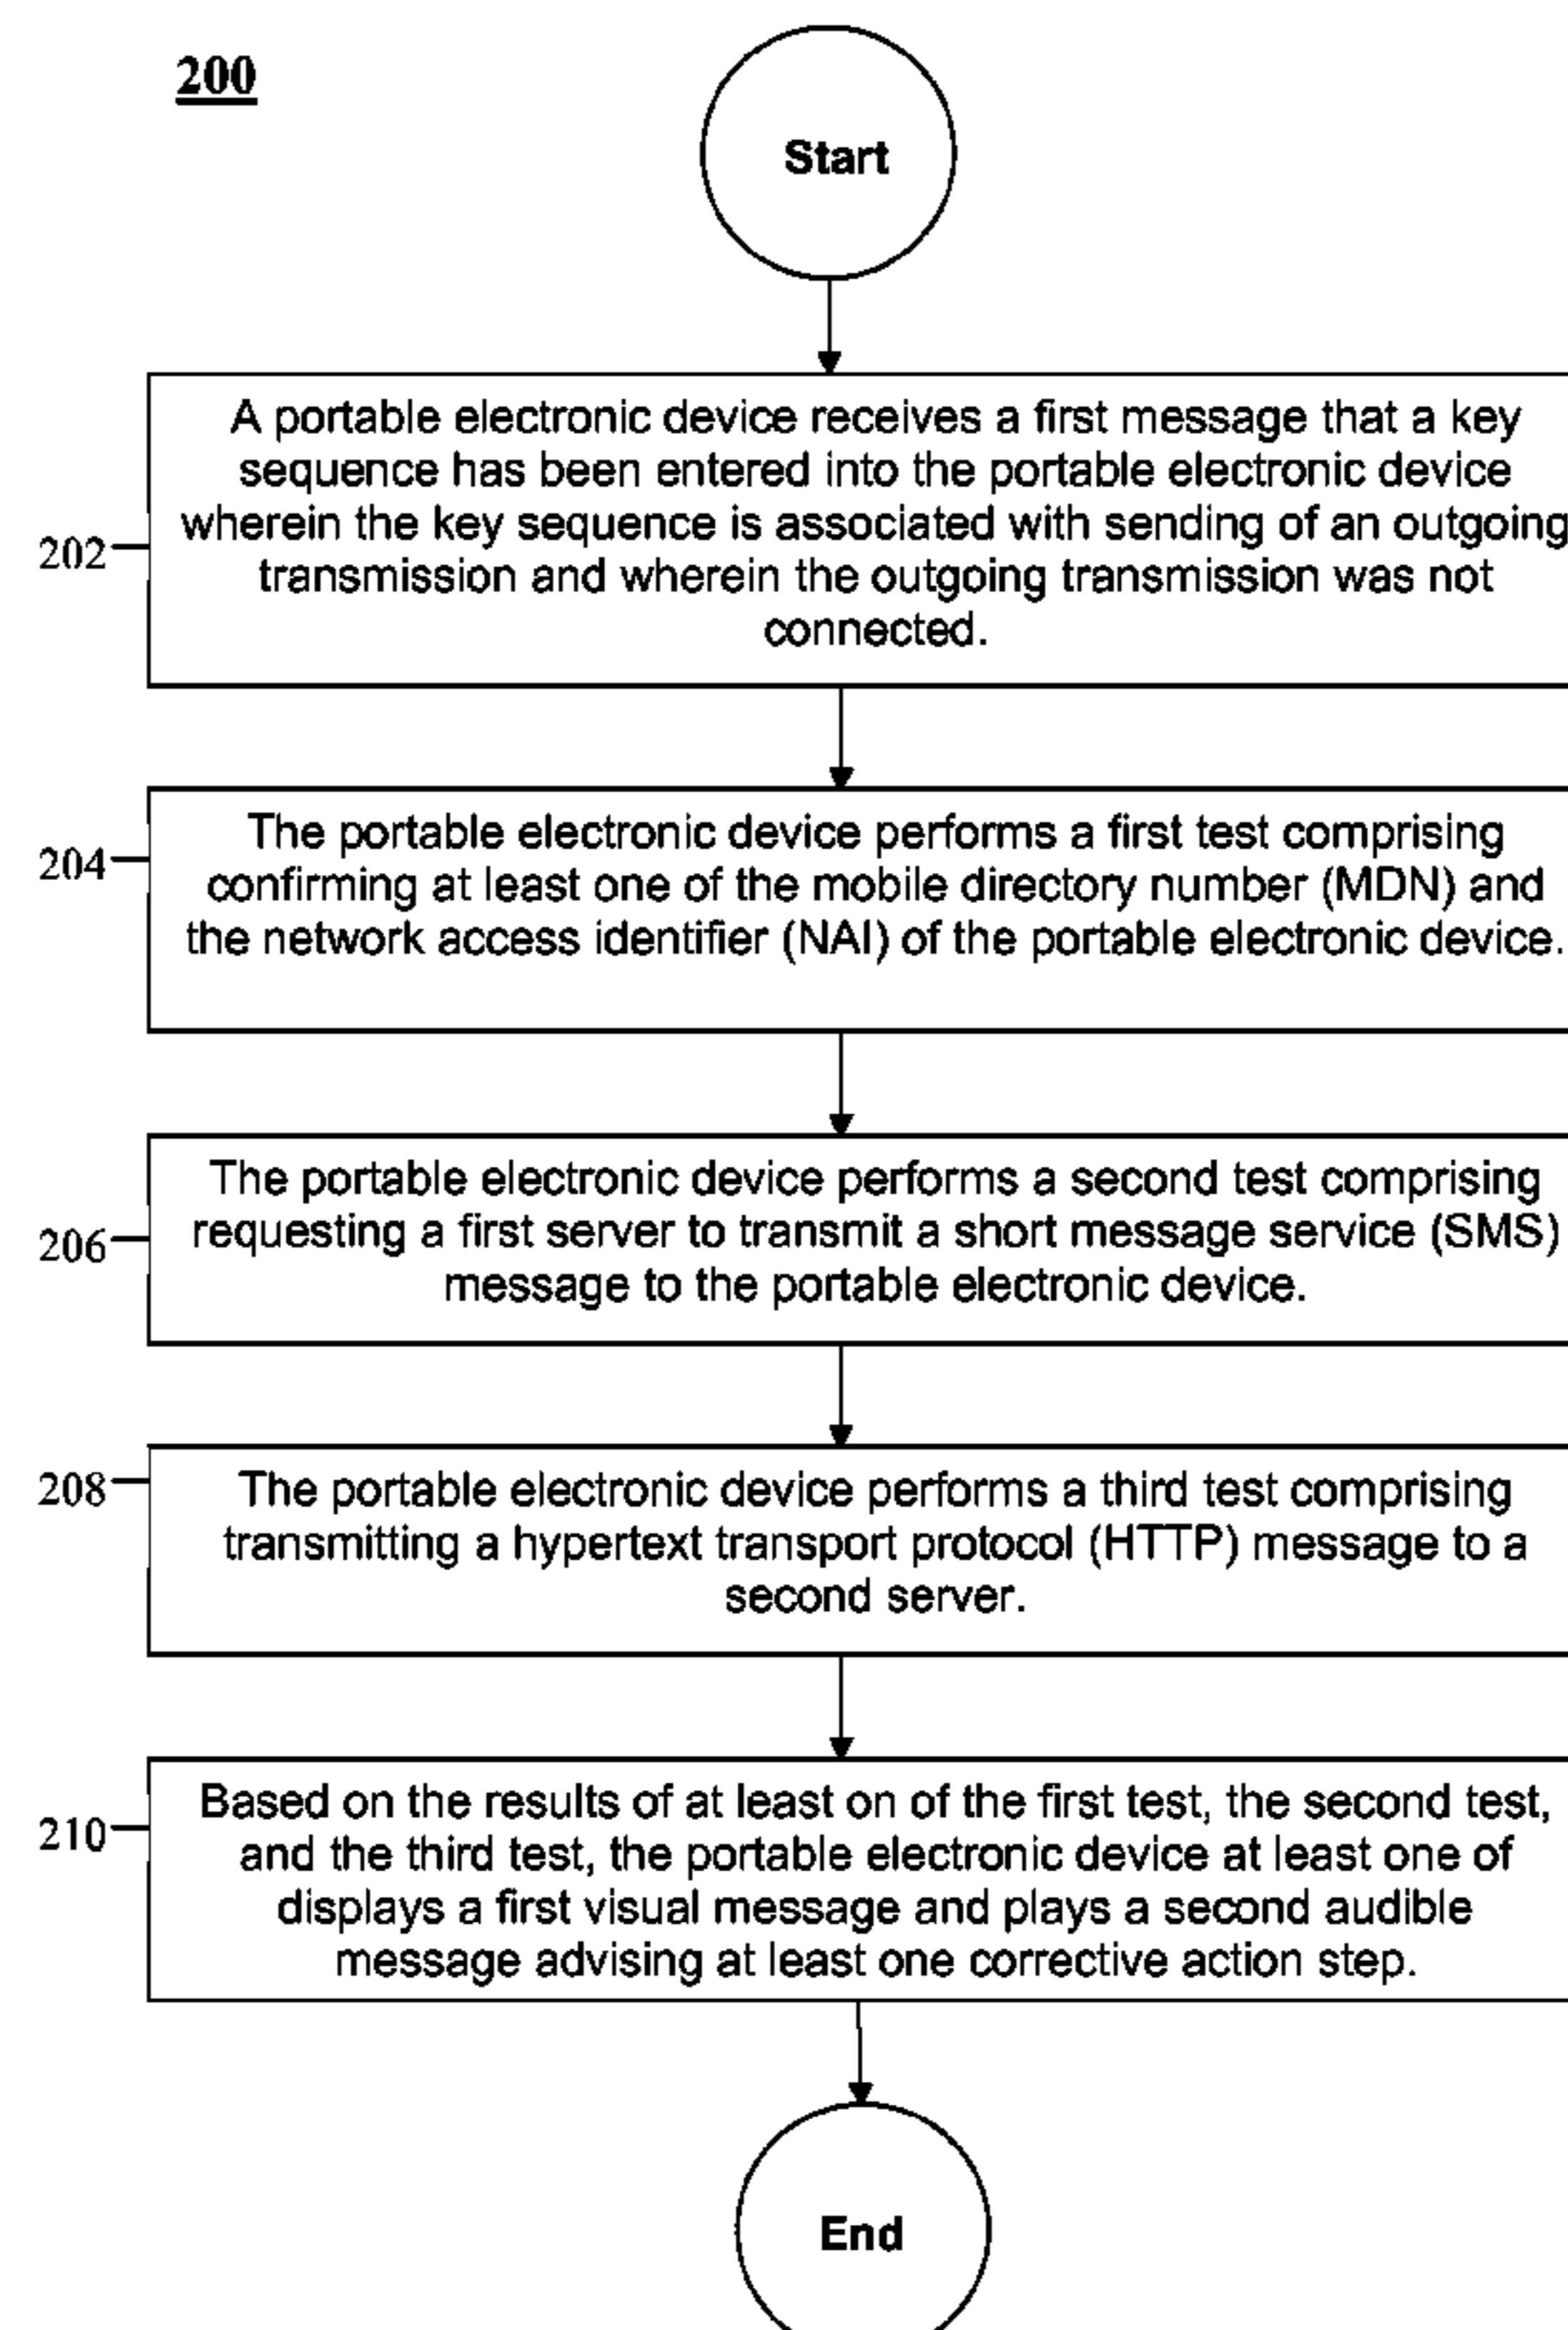 200
Start
A portable electronic device receives a first message that a key
sequence has been entered into the portable electronic device
wherein the key sequence is associated with sending of an outgoing
202
transmission and wherein the outgoing transmission was not
connected.
The portable electronic device performs a first test comprising
204
confirming at least one of the mobile directory number (MDN) and
the network access identifier (NAI) of the portable electronic device.
The portable electronic device performs a second test comprising
requesting a first server to transmit a short message service (SMS)
206
message to the portable electronic device.
208
The portable electronic device performs a third test comprising
transmitting a hypertext transport protocol (HTTP) message to a
second server.
Based on the results of at least on of the first test, the second test,
210
and the third test, the portable electronic device at least one of
displays a first visual message and plays a second audible
message advising at least one corrective action step.
End